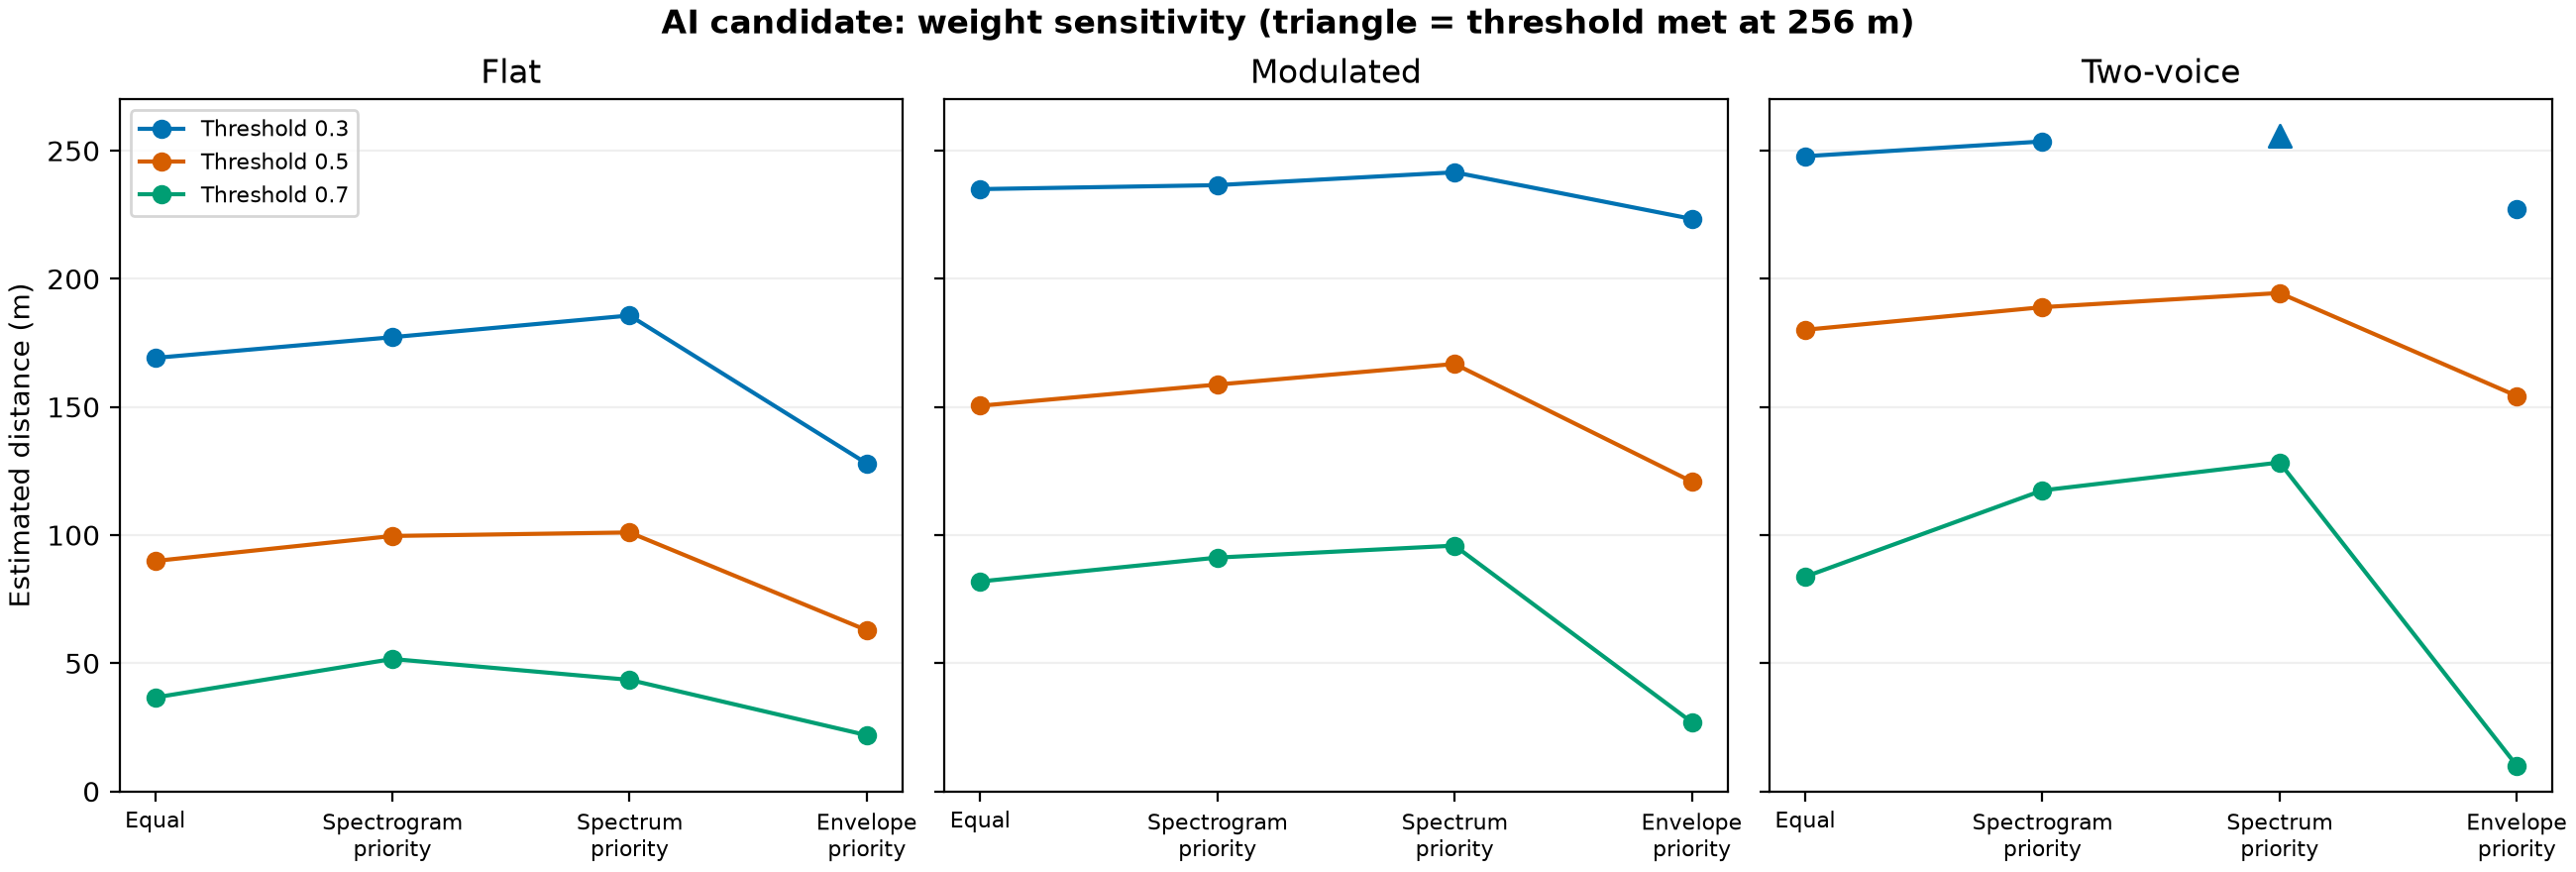 AI candidate: weight sensitivity (triangle = threshold met at 256 m)
Flat
Modulated
Two-voice
Threshold 0.3
Threshold 0.5
Threshold 0.7
Estimated distance (m)
250
200
150
100
50
0
Equal
Spectrogram
priority
Spectrum
priority
Envelope
priority
Equal
Spectrogram
priority
Spectrum
priority
Envelope
priority
Equal
Spectrogram
priority
Spectrum
priority
Envelope
priority